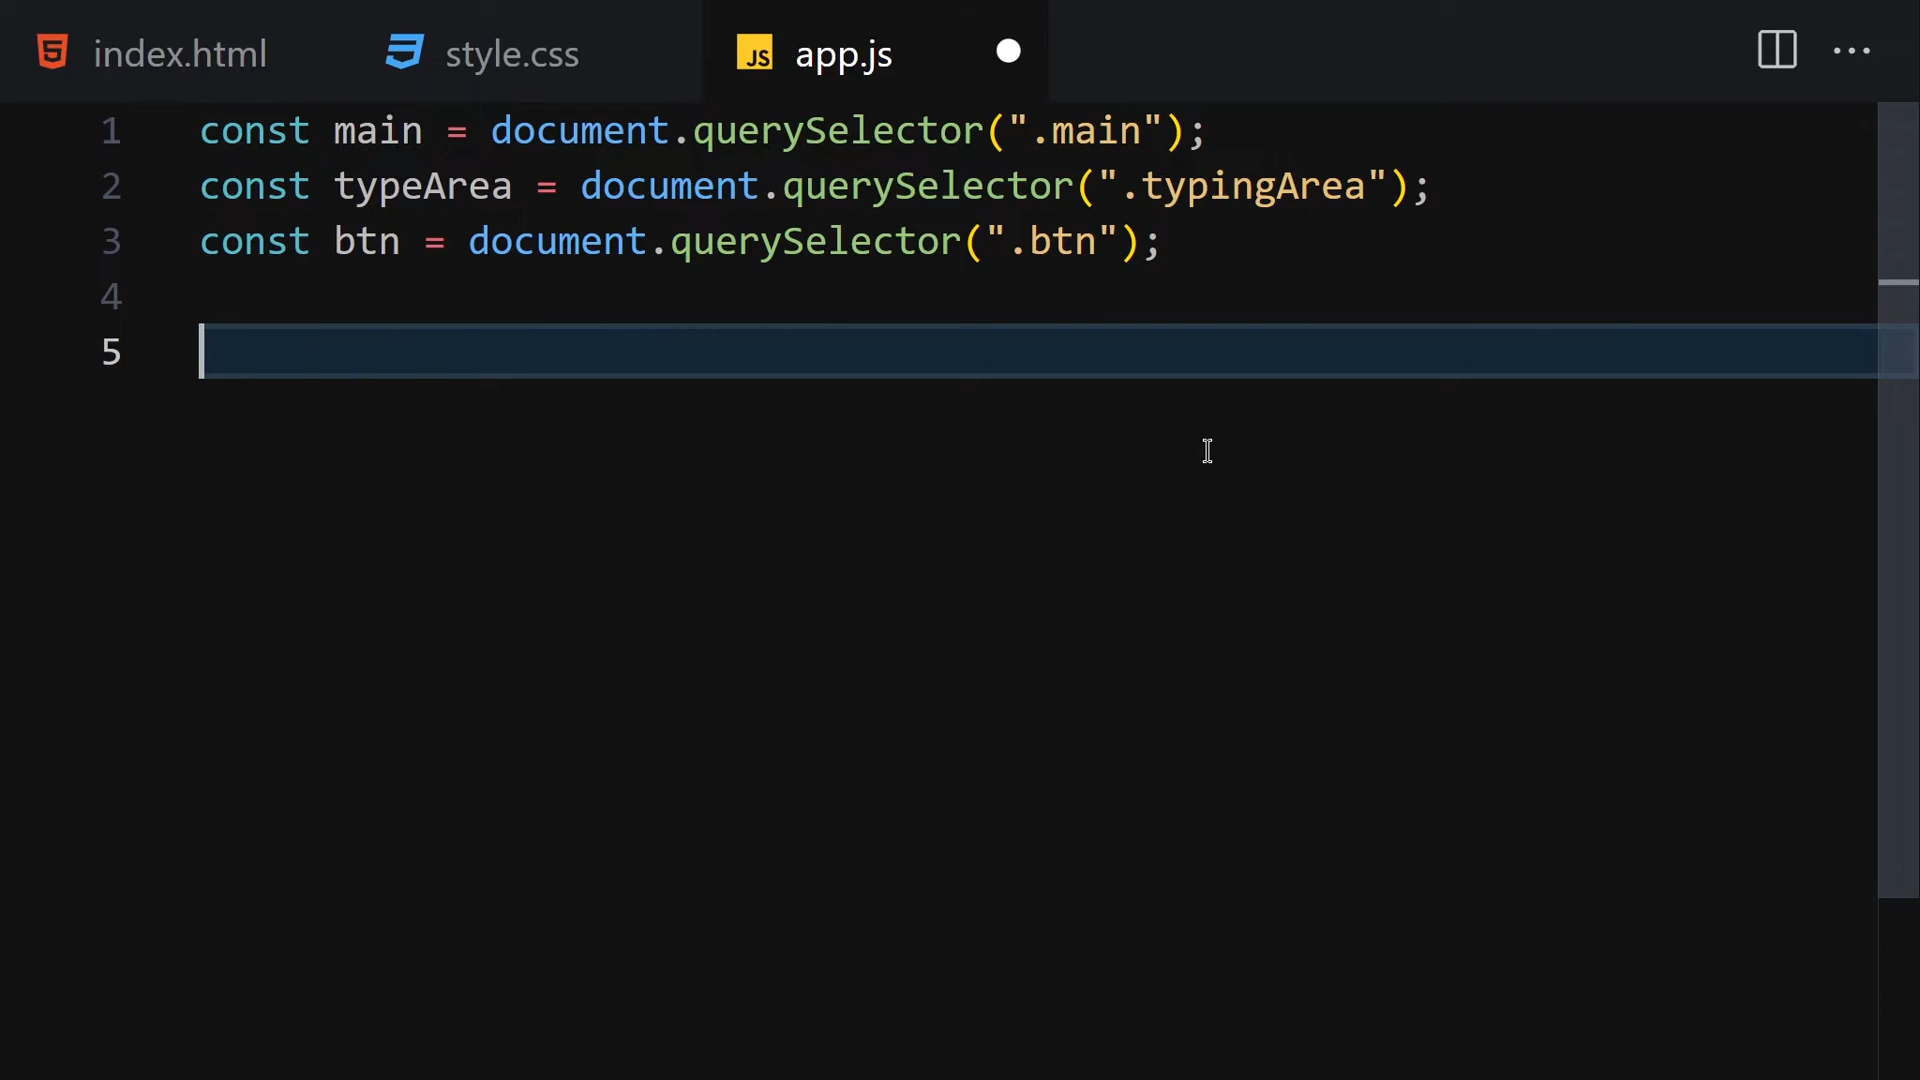 index.html style.css JS app.js
1 const main = document.querySelector(".main");
2 const typeArea = document.querySelector(".typingArea");
3 const btn = document.querySelector(".btn");
4
5